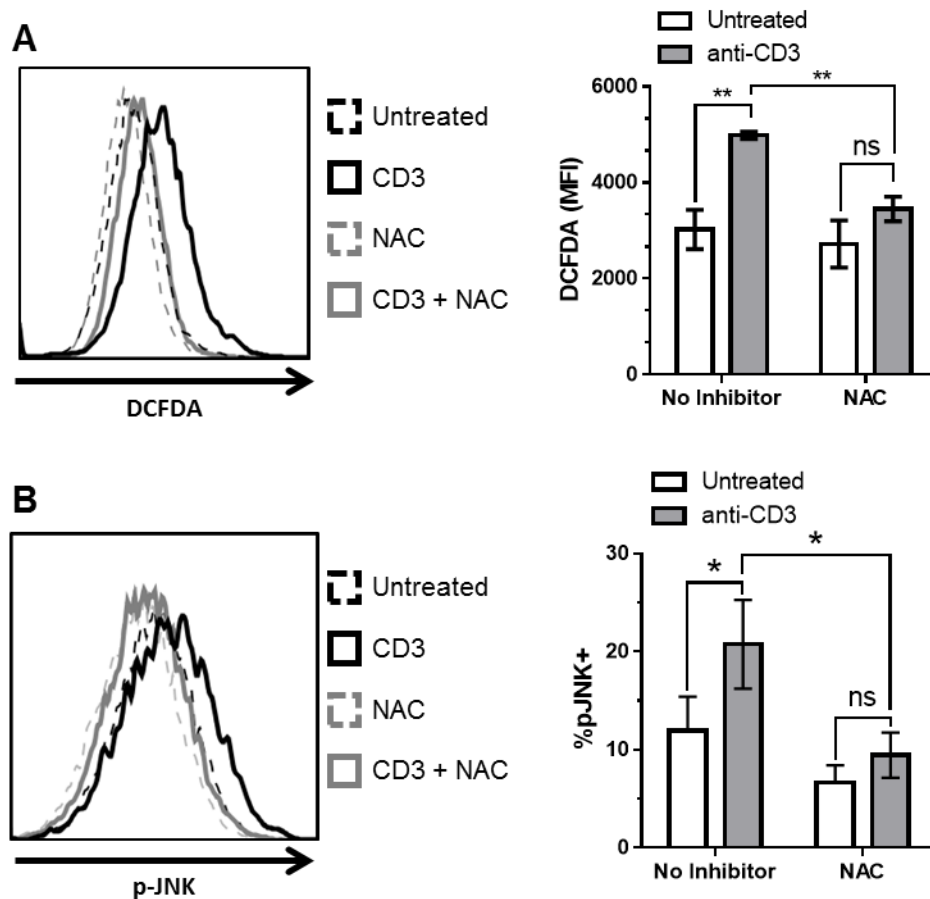 A
Untreated
CD3
NAC
CD3 + NAC
DCFDA
Untreated
anti-CD3
**
**
ns
6000
4000
2000
0
DCFDA (MFI)
No Inhibitor
NAC
B
Untreated
CD3
NAC
CD3 + NAC
p-JNK
Untreated
anti-CD3
*
*
ns
30
20
10
0
%pJNK+
No Inhibitor
NAC